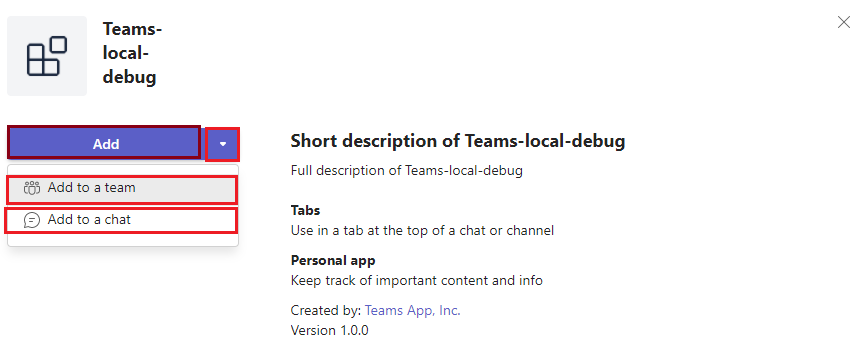 Teams-
local-
debug
Add
Add to a team
Add to a chat
Short description of Teams-local-debug
Full description of Teams-local-debug
Tabs
Use in a tab at the top of a chat or channel
Personal app
Keep track of important content and info
Created by: Teams App, Inc.
Version 1.0.0